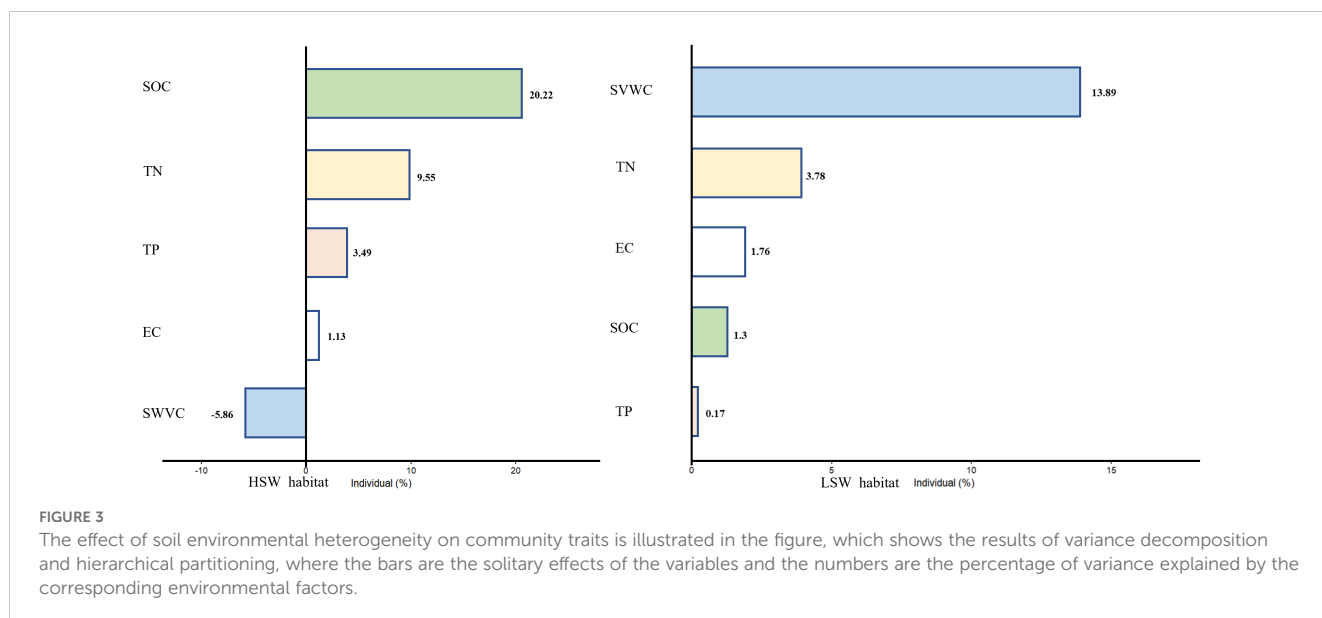 SOC
20.22
TN
9.55
TP
3.49
EC
1.13
SWVC
-5.86
-10
0
10
20
HSW habitat Individual (%)
SVWC
13.89
TN
3.78
EC
1.76
SOC
1.3
TP
0.17
0
5
10
15
LSW habitat Individual (%)
FIGURE 3
The effect of soil environmental heterogeneity on community traits is illustrated in the figure, which shows the results of variance decomposition
and hierarchical partitioning, where the bars are the solitary effects of the variables and the numbers are the percentage of variance explained by the
corresponding environmental factors.